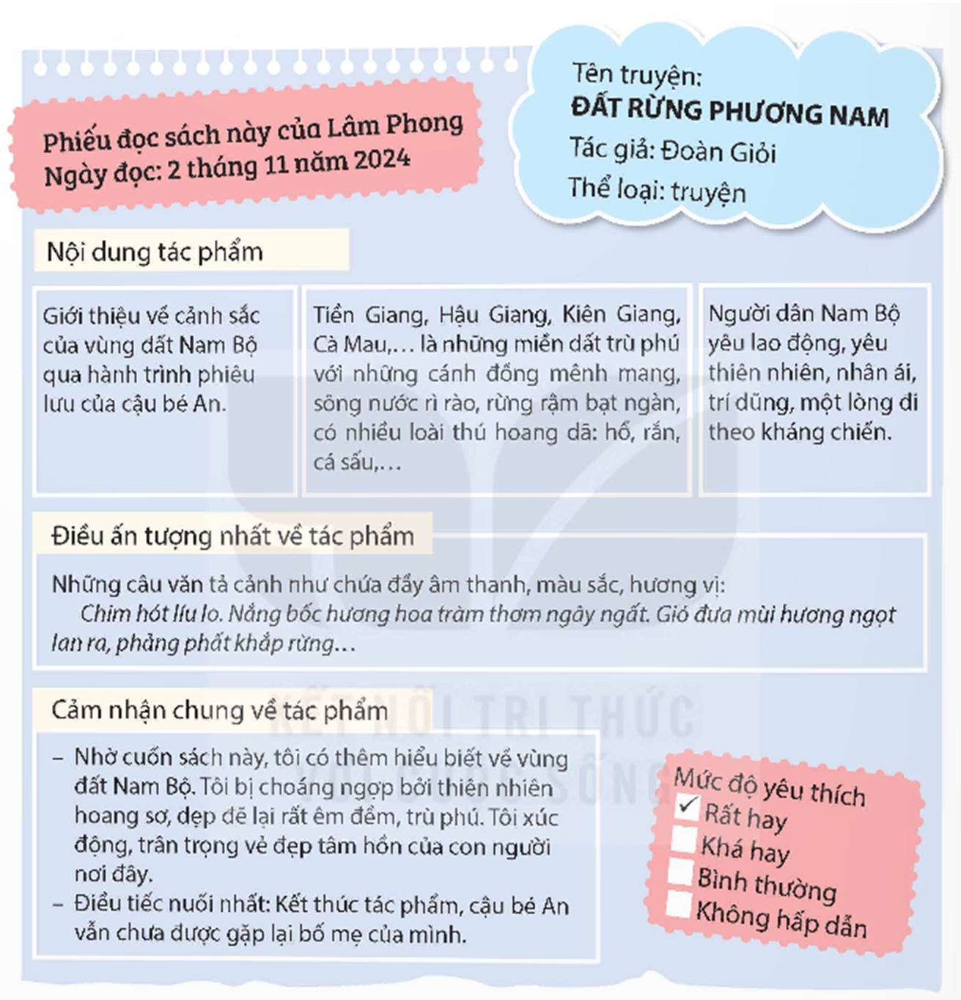 Phiếu đọc sách này của Lâm Phong
Ngày đọc: 2 tháng 11 năm 2024
Tên truyện:
ĐẤT RỪNG PHƯƠNG NAM
Tác giả: Đoàn Giỏi
Thể loại: truyện
Nội dung tác phẩm
Giới thiệu về cảnh sắc
của vùng đất Nam Bộ
qua hành trình phiêu
lưu của cậu bé An.
Tiền Giang, Hậu Giang, Kiên Giang,
Cà Mau,... là những miền đất trù phú
với những cánh đồng mênh mang,
sông nước rì rào, rừng rậm bạt ngàn,
có nhiều loài thú hoang dã: hổ, rắn,
cá sấu,...
Người dân Nam Bộ
yêu lao động, yêu
thiên nhiên, nhân ái,
trí dũng, một lòng đi
theo kháng chiến.
Điều ấn tượng nhất về tác phẩm
Những câu văn tả cảnh như chứa đầy âm thanh, màu sắc, hương vị:
Chim hót líu lo. Nắng bốc hương hoa tràm thơm ngây ngất. Gió đưa mùi hương ngọt
lan ra, phảng phất khắp rừng...
Cảm nhận chung về tác phẩm
– Nhờ cuốn sách này, tôi có thêm hiểu biết về vùng
đất Nam Bộ. Tôi bị choáng ngợp bởi thiên nhiên
hoang sơ, đẹp đẽ lại rất êm đềm, trù phú. Tôi xúc
động, trân trọng vẻ đẹp tâm hồn của con người
nơi đây.
– Điều tiếc nuối nhất: Kết thúc tác phẩm, cậu bé An
vẫn chưa được gặp lại bố mẹ của mình.
Mức độ yêu thích
✓ Rất hay
Khá hay
Bình thường
Không hấp dẫn
KẾT NỐI TRI THỨC
VỚI CUỘC SỐNG